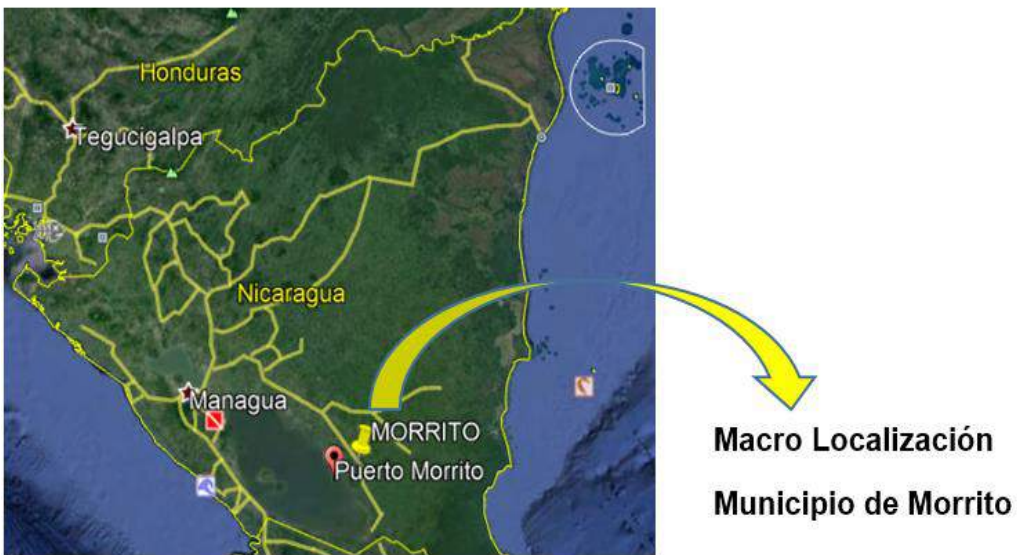 Honduras
Tegucigalpa
Nicaragua
Managua
MORRITO
Puerto Morrito
Macro Localización
Municipio de Morrito